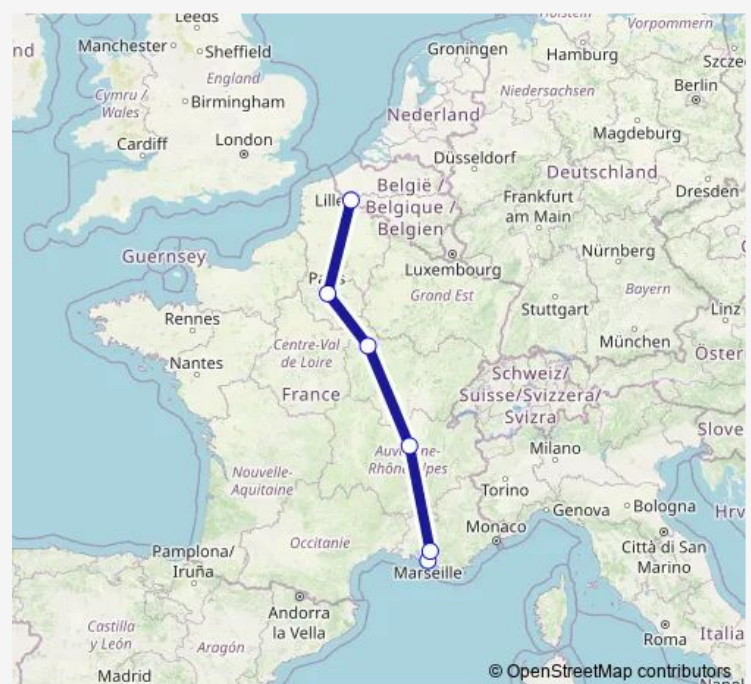 Leeds
Manchester
Sheffield
England
Cymru /
Wales
Birmingham
Cardiff
London
Groningen
Hamburg
Vorpommern
Nederland
Niedersachsen
Berlin
Magdeburg
Düsseldorf
Deutschland
Dresden
Lille
België /
Belgique /
Belgien
Frankfurt
am Main
Guernsey
Paris
Luxembourg
Grand Est
Nürnberg
Bayern
Stuttgart
Linz
München
Rennes
Centre-Val
de Loire
Nantes
France
Schweiz/
Suisse/Svizzera/
Svizra
Milano
Nouvelle-
Aquitaine
Torino
Genova
Bologna
Monaco
Città di San
Marino
Occitanie
Marseille
Pamplona/
Iruña
Andorra
la Vella
Castilla
y León
Aragón
Madrid
Roma
Italia
© OpenStreetMap contributors